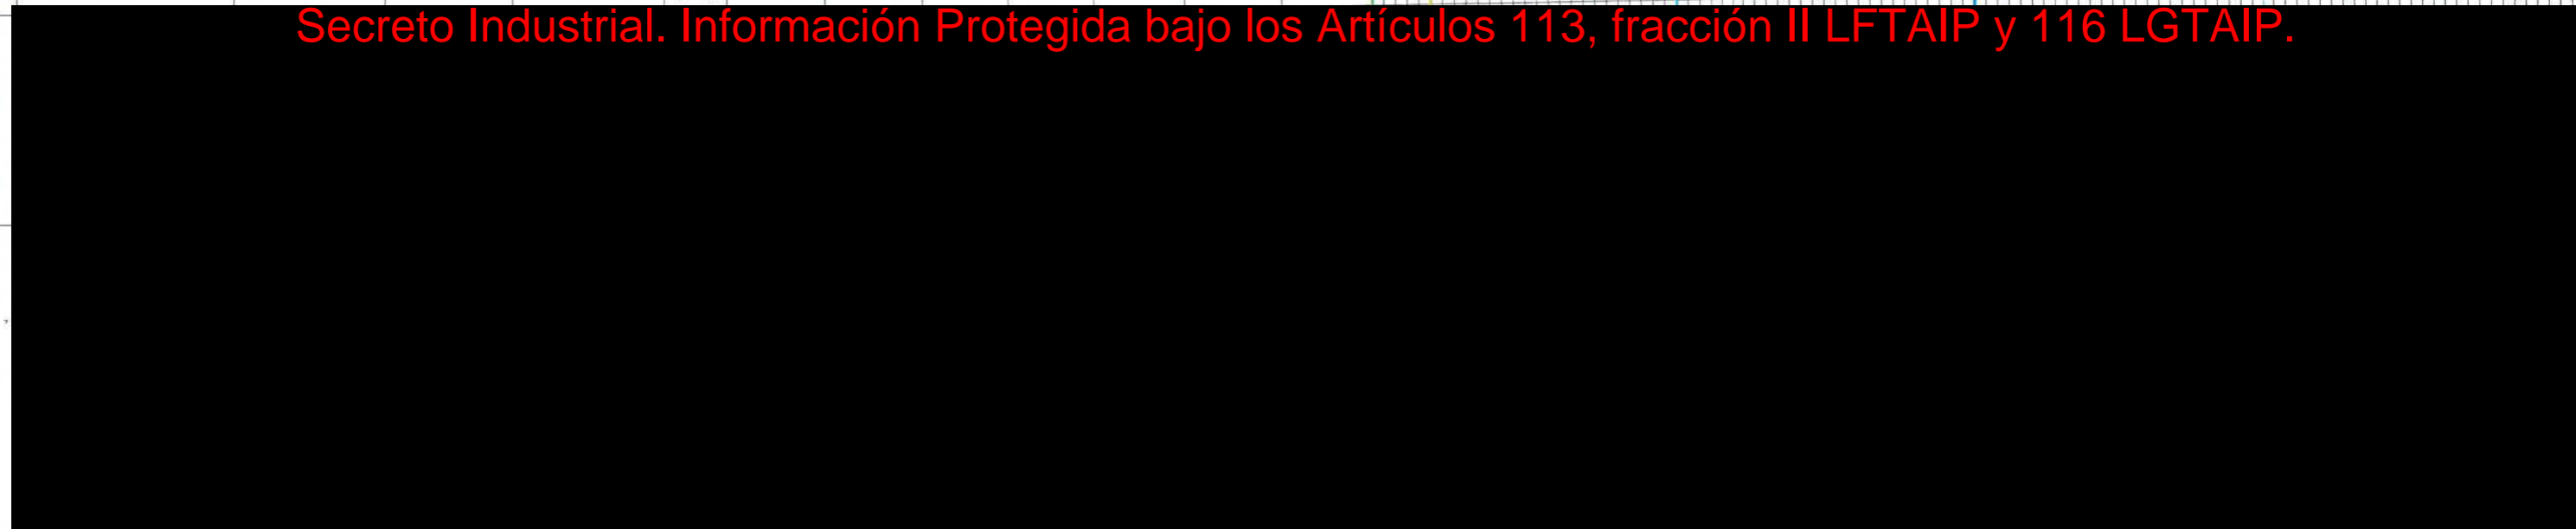 Secreto Industrial. Información Protegida bajo los Artículos 113, fracción II LFTAIP y 116 LGTAIP.